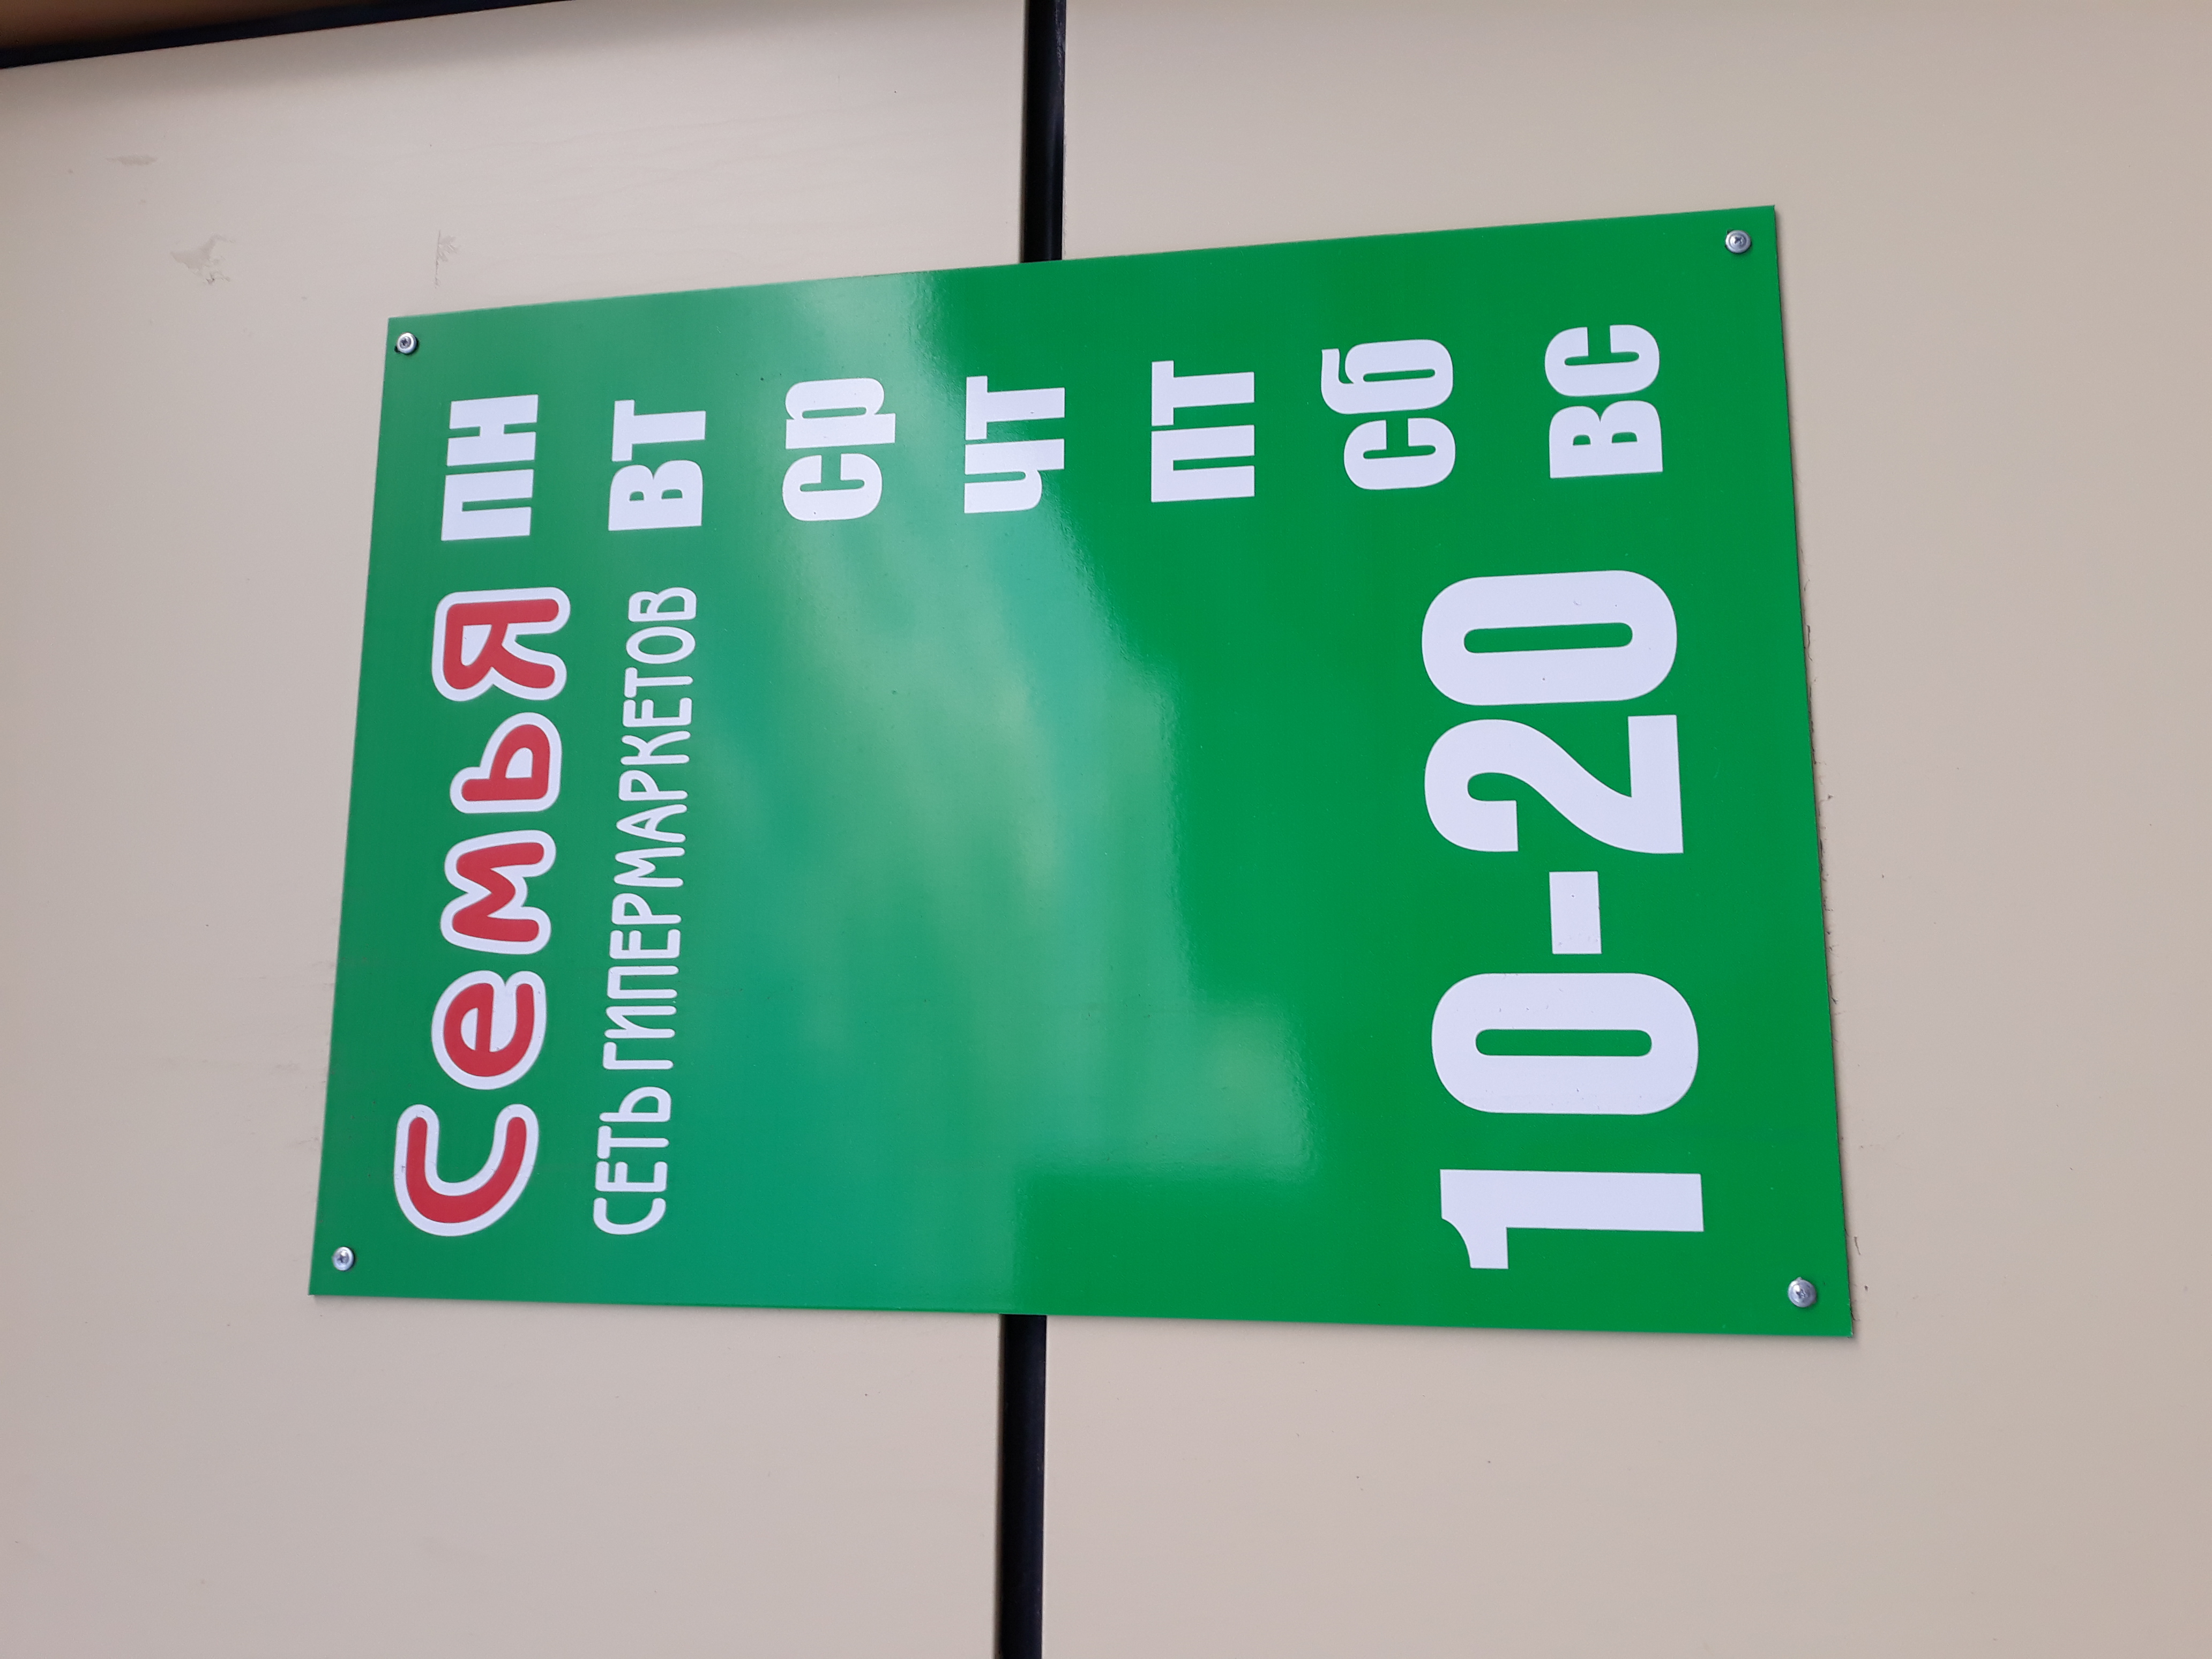 Семья
СЕТЬ ГИПЕРМАРКЕТОВ
пн
вт
ср
чт
пт
сб
вс
10-20